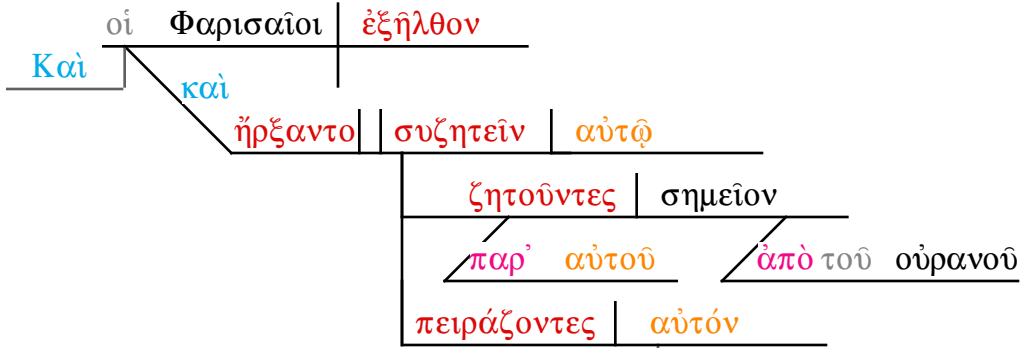 οἱ Φαρισαῖοι ἐξῆλθον
Καὶ
καὶ
ἤρξαντο συζητεῖν αὐτῷ
ζητοῦντες σημεῖον
παρ' αὐτοῦ ἀπὸ τοῦ οὐρανοῦ
πειράζοντες αὐτόν